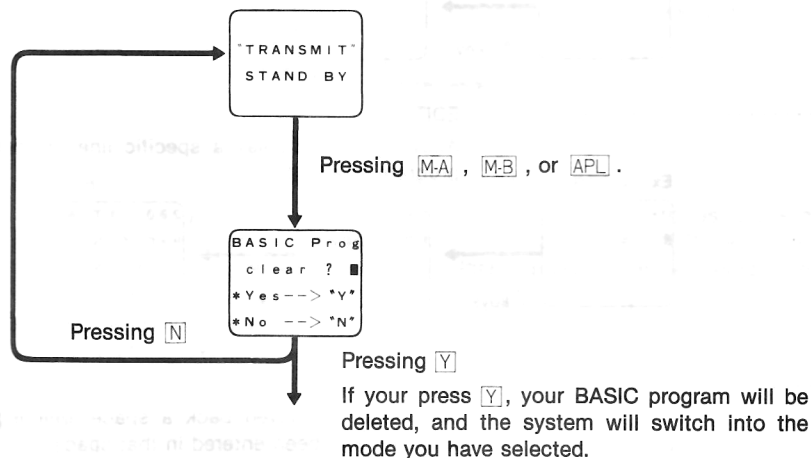 "TRANSMIT"
STAND BY
Pressing M-A , M-B , or APL .
BASIC Prog
clear ? ■
*Yes--> "Y"
*No --> "N"
Pressing N
Pressing Y
If your press Y, your BASIC program will be
deleted, and the system will switch into the
mode you have selected.